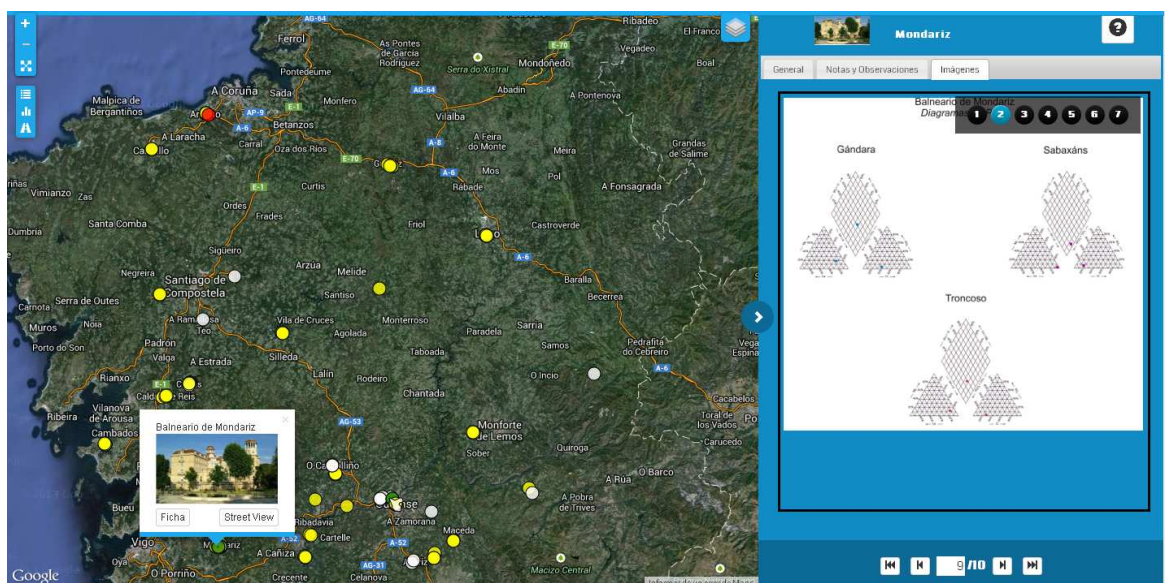 AG-64
Ribadeo
El Franco
Ferrol
As Pontes
de García
Rodríguez
E-70
Vegadeo
Mondoñedo
Boal
Serra do Xistral
Pontedeume
A Coruña
Sada
AG-64
Abadín
A Pontenova
Malpica de
Bergantiños
Monfero
AP-9
E-1
Vilalba
A-6
Betanzos
A Laracha
Carral
Oza dos Ríos
A-8
A Feira
do Monte
Meira
Grandas
de Salime
E-70
A-6
Mos
Pol
Vimianzo
Zas
E-1
Curtis
Rábade
A Fonsagrada
Ordes
Frades
Santa Comba
Friol
Castroverde
Dumbría
Sigüeiro
A-6
Arzúa
Melide
Baralla
Negreira
Santiago de
Compostela
Santiso
Becerrea
Carnota
Serra de Outes
Muros
Noia
Teo
Vila de Cruces
Monterroso
Agolada
Paradela
Sarria
Porto do Son
Padrón
Valga
A Estrada
Silleda
Taboada
Samos
Pedrafita
do Cebreiro
Lalín
Rodeiro
O Incio
A-6
Rianxo
E-1
Chantada
Cacabelos
Ribeira
Vilanova
de Arousa
Cambados
AG-53
Monforte
de Lemos
Toral de
los Vados
Sober
Quiroga
Carucedo
A Rúa
O Barco
Bueu
A Pobra
de Trives
Ribadavia
A Zamorana
Vigo
A-52
Cartelle
A-52
Maceda
A Cañiza
Oya
O Porriño
AG-31
Crecente
Celanova
Macizo Central
Google
Balneario de Mondariz
Ficha
Street View
Mondariz
?
General
Notas y Observaciones
Imágenes
Balneario de Mondariz
1 2 3 4 5 6 7
Gándara
Sabaxáns
Troncoso
9 /10